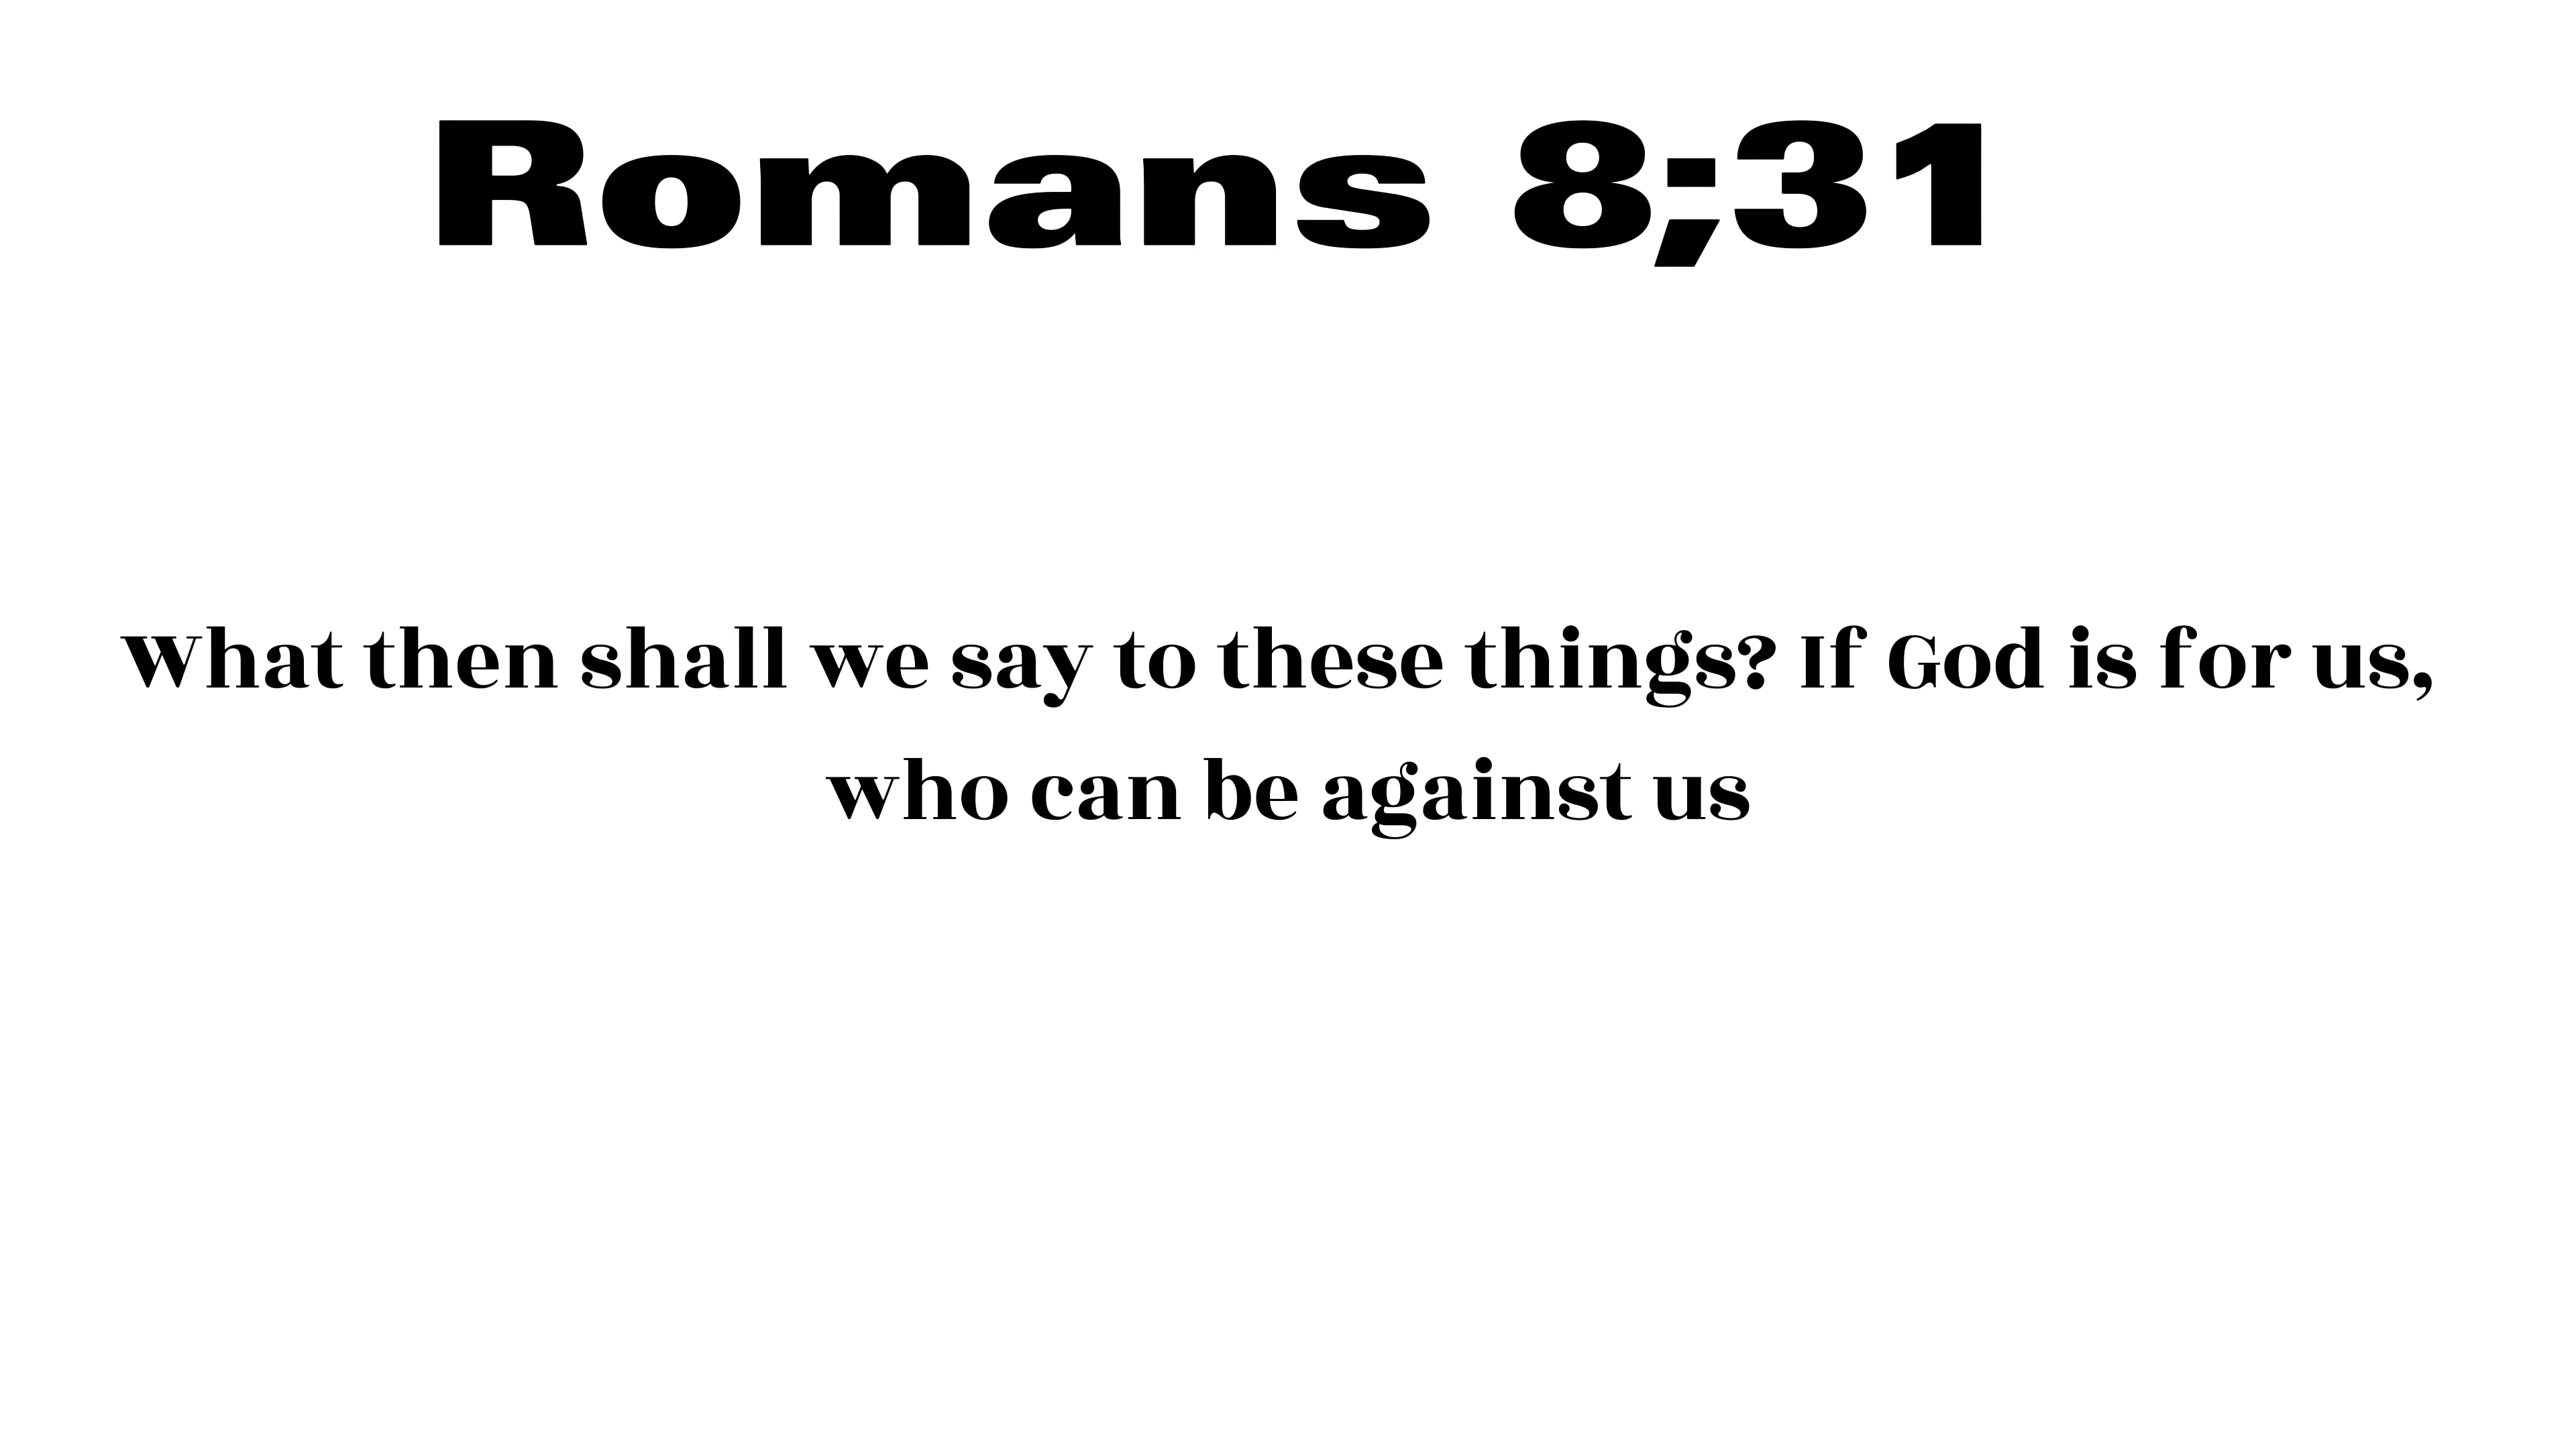 Romans 8;31
What then shall we say to these things? If God is for us,
who can be against us